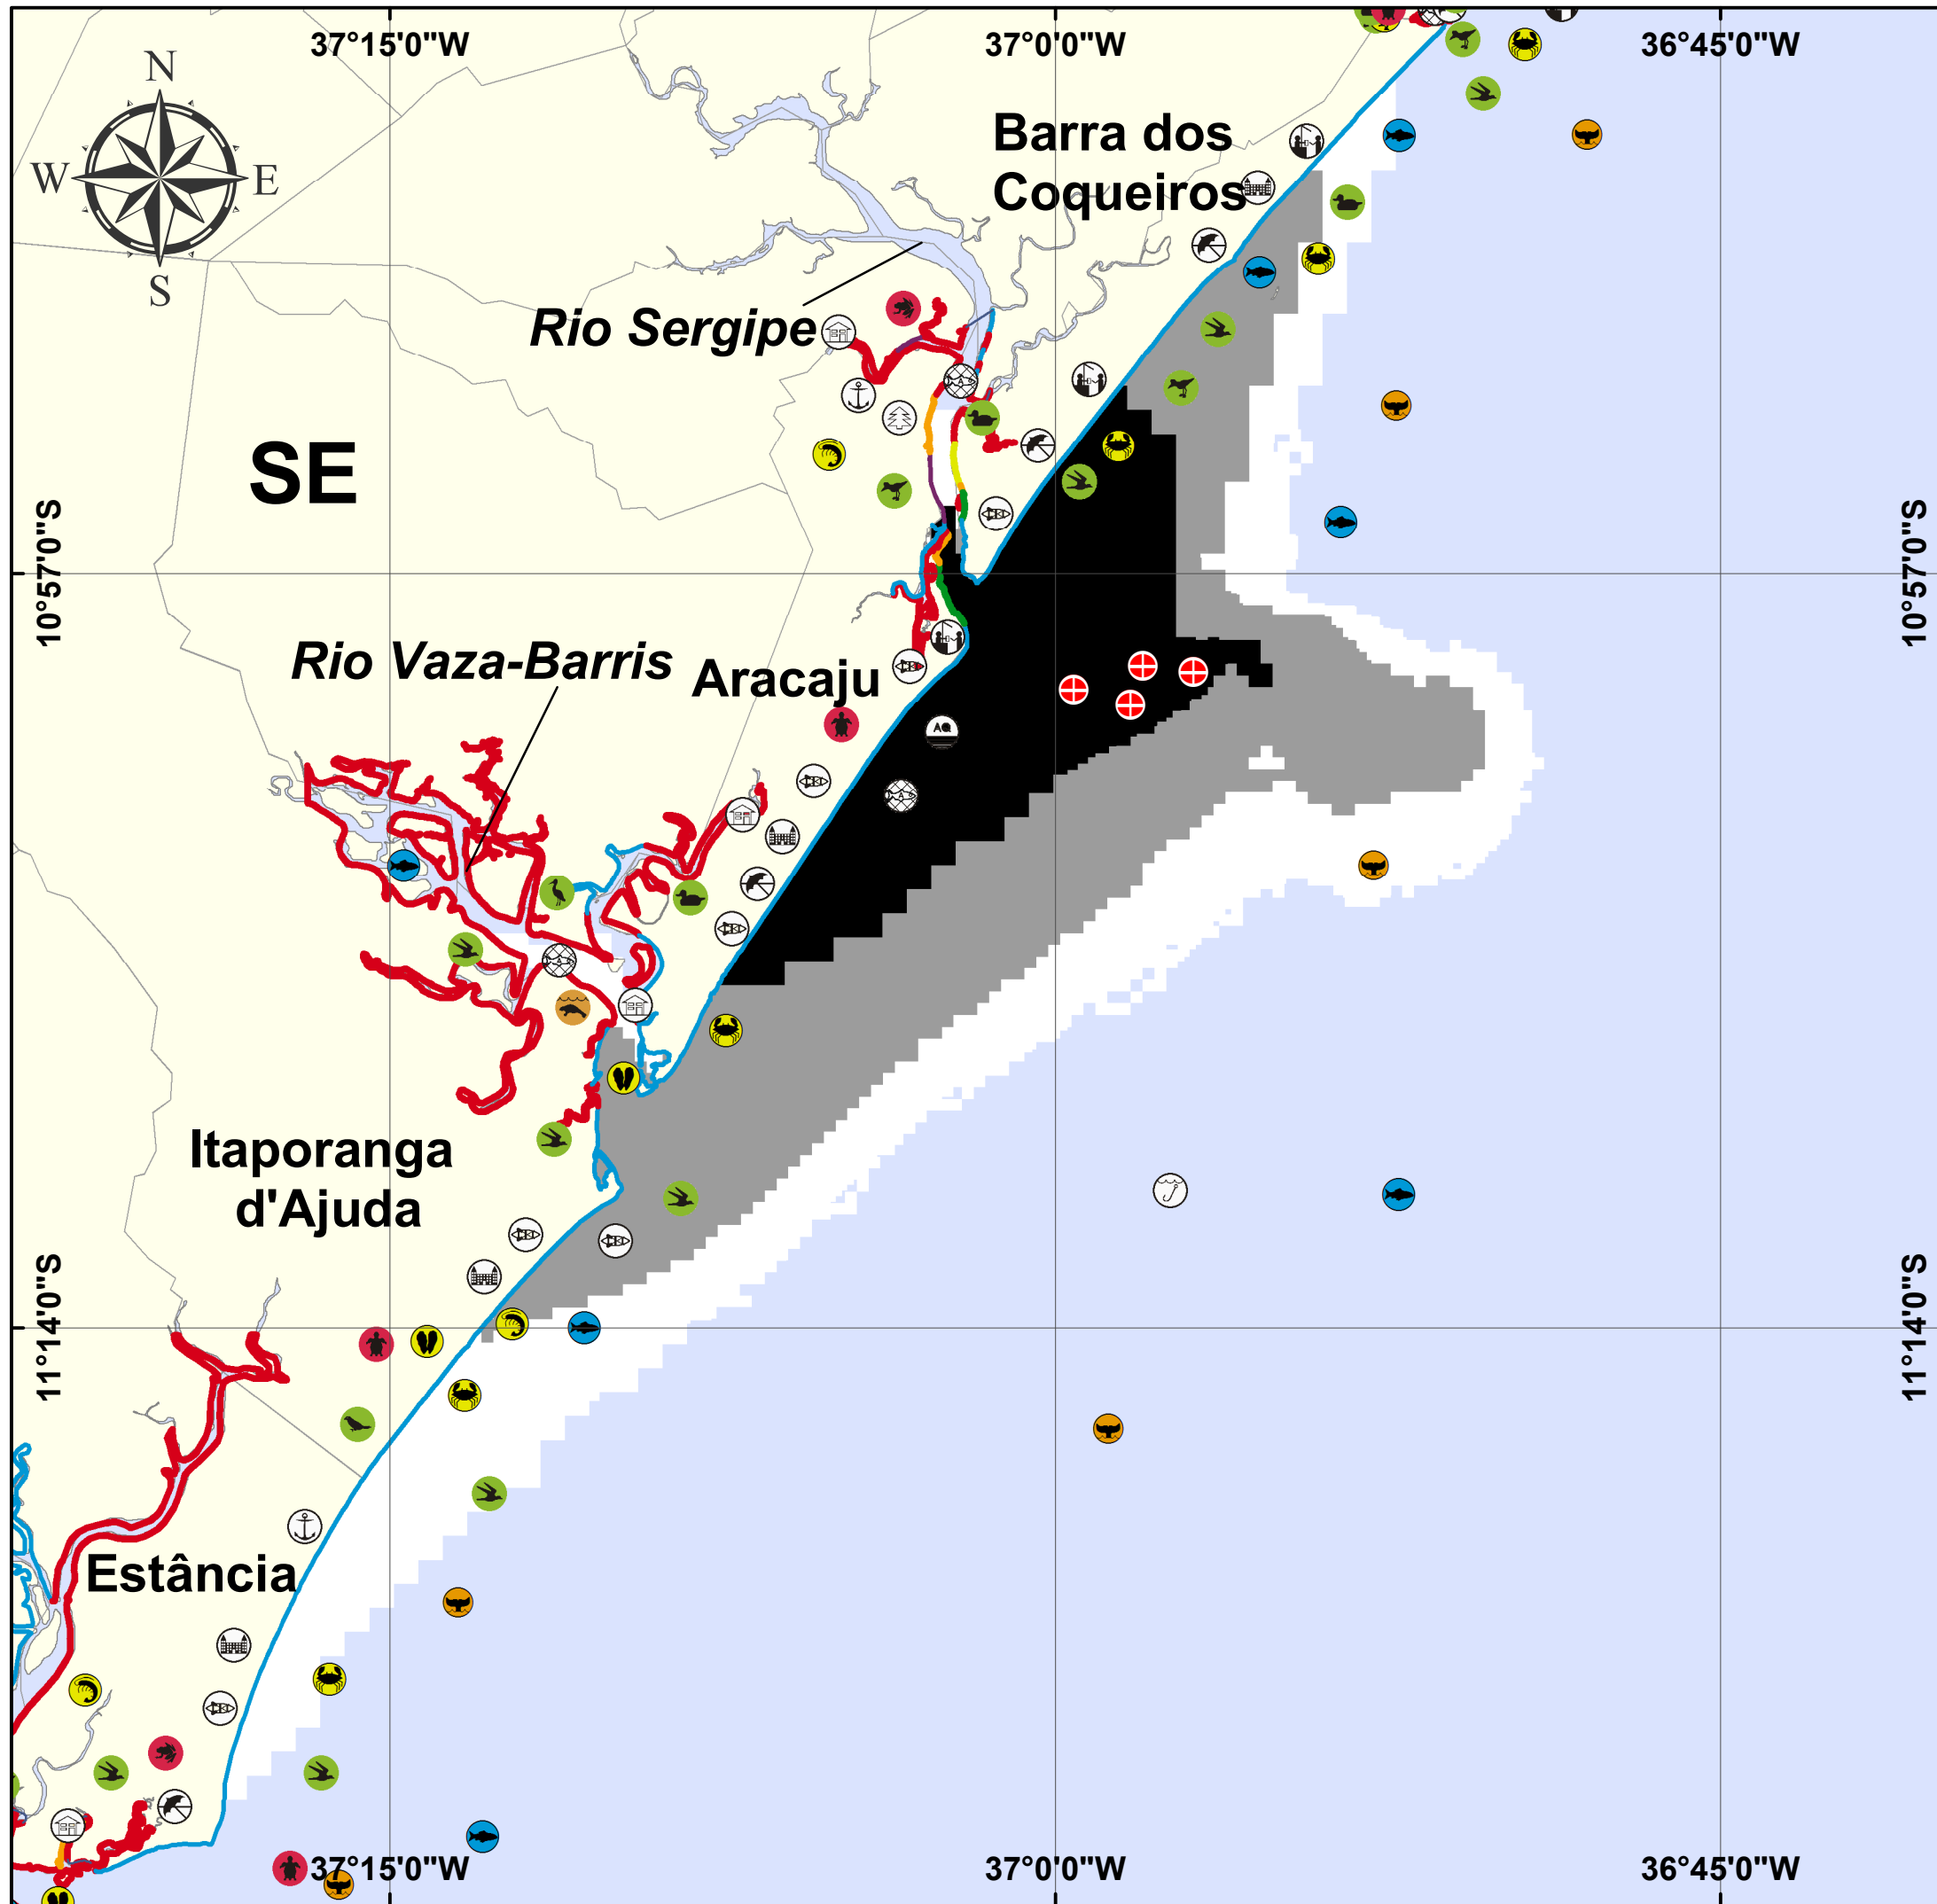 37°15'0"W
37°0'0"W
36°45'0"W
N
W
E
S
Barra dos
Coqueiros
Rio Sergipe
SE
10°57'0"S
10°57'0"S
Rio Vaza-Barris
Aracaju
AQ
Itaporanga
d'Ajuda
11°14'0"S
11°14'0"S
Estância
37°15'0"W
37°0'0"W
36°45'0"W